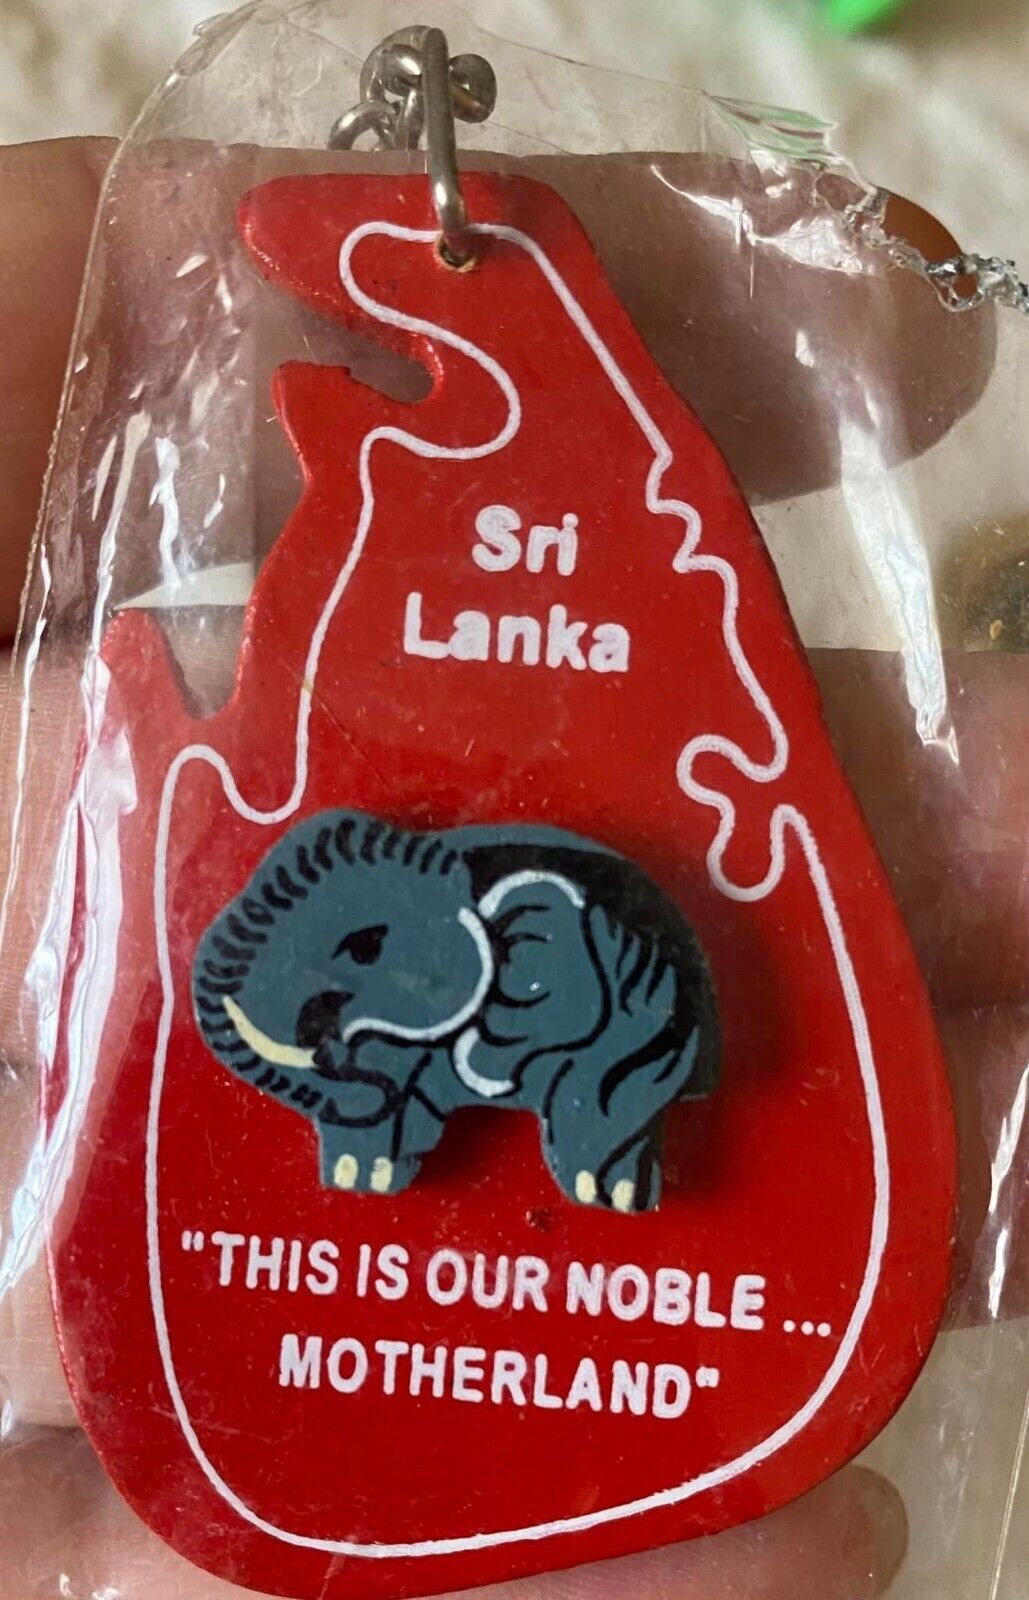 Sri
Lanka
"THIS IS OUR NOBLE ...
MOTHERLAND"